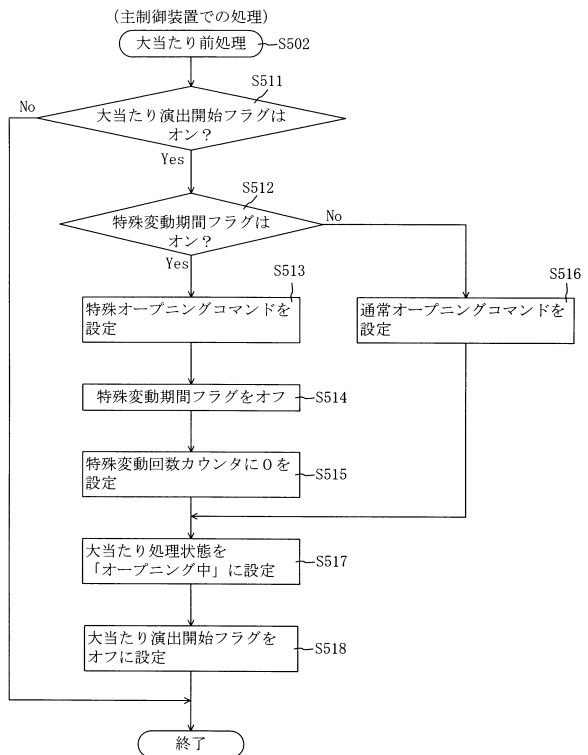 (主制御装置での処理)
大当たり前処理
S502
S511
No
大当たり演出開始フラグは
オン?
Yes
S512
特殊変動期間フラグは
オン?
No
Yes
S513
特殊オープニングコマンドを
設定
S516
通常オープニングコマンドを
設定
特殊変動期間フラグをオフ
S514
特殊変動回数カウンタに0を
設定
S515
大当たり処理状態を
「オープニング中」に設定
S517
大当たり演出開始フラグを
オフに設定
S518
終了